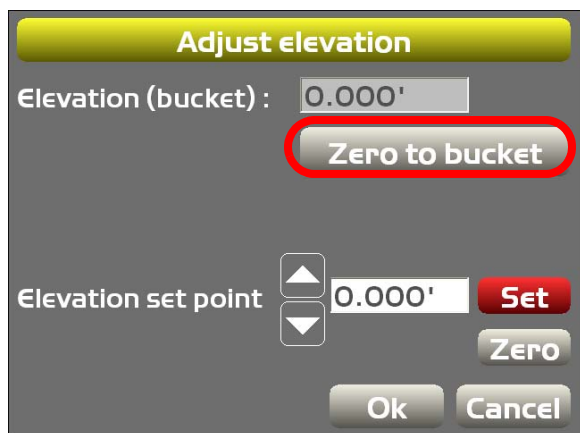 Adjust elevation
Elevation (bucket) : 0.000'
Zero to bucket
Elevation set point 0.000' Set
Zero
Ok Cancel